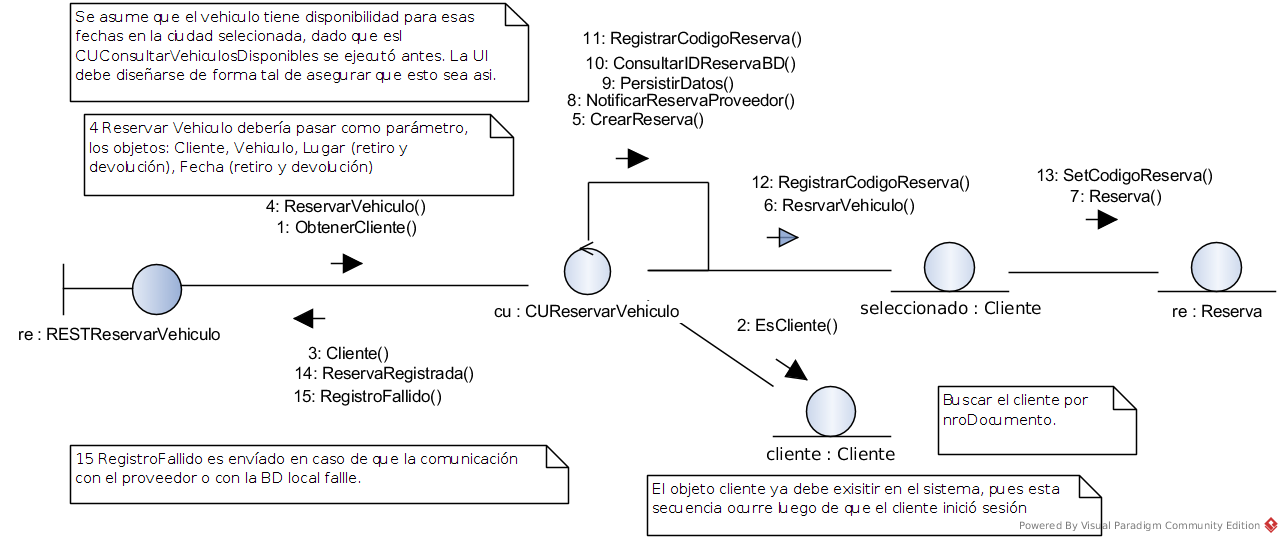 Se asume que el vehiculo tiene disponibilidad para esas
fechas en la ciudad selecionada, dado que esl
CUConsultarVehiculosDisponibles se ejecutó antes. La UI
debe diseñarse de forma tal de asegurar que esto sea asi.
4 Reservar Vehiculo debería pasar como parámetro,
los objetos: Cliente, Vehiculo, Lugar (retiro y
devolución), Fecha (retiro y devolución)
4: ReservarVehiculo()
1: ObtenerCliente()
11: RegistrarCodigoReserva()
10: ConsultarIDReservaBD()
9: PersistirDatos()
8: NotificarReservaProveedor()
5: CrearReserva()
12: RegistrarCodigoReserva()
6: ResrvarVehiculo()
13: SetCodigoReserva()
7: Reserva()
re : RESTReservarVehiculo
cu : CUReservarVehiculo
seleccionado : Cliente
re : Reserva
3: Cliente()
14: ReservaRegistrada()
15: RegistroFallido()
2: EsCliente()
cliente : Cliente
Buscar el cliente por
nroDocumento.
15 RegistroFallido es envíado en caso de que la comunicación
con el proveedor o con la BD local fallle.
El objeto cliente ya debe exisitir en el sistema, pues esta
secuencia ocurre luego de que el cliente inició sesión
Powered By Visual Paradigm Community Edition